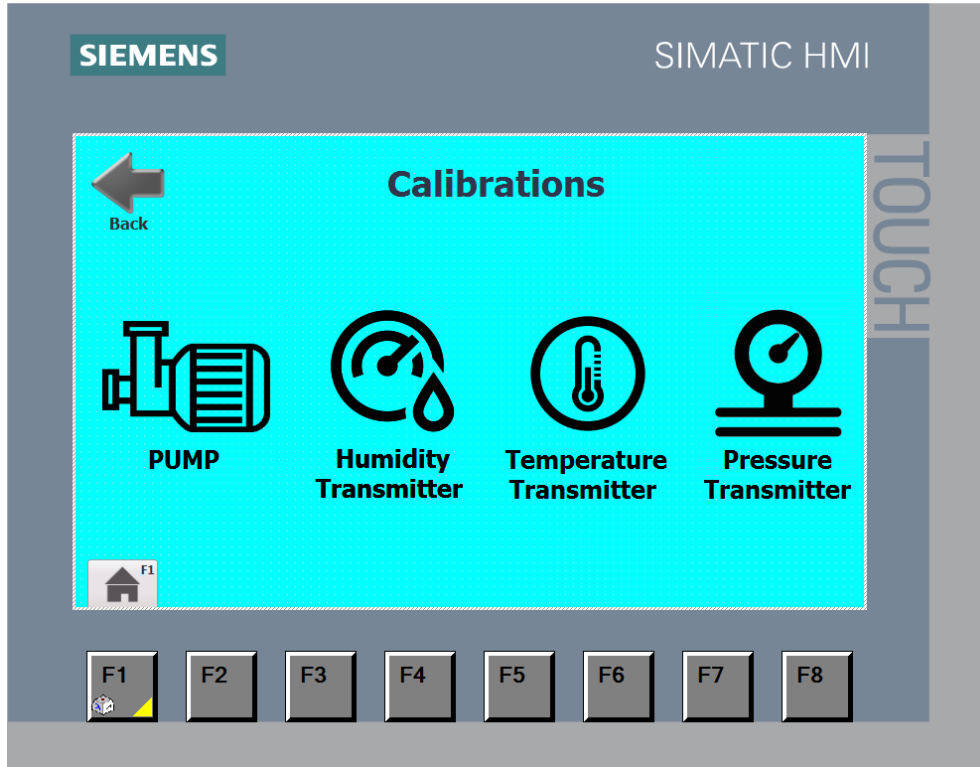 SIEMENS
SIMATIC HMI
TOUCH
Calibrations
Back
PUMP
Humidity
Transmitter
Temperature
Transmitter
Pressure
Transmitter
F1
F1 F2 F3 F4 F5 F6 F7 F8